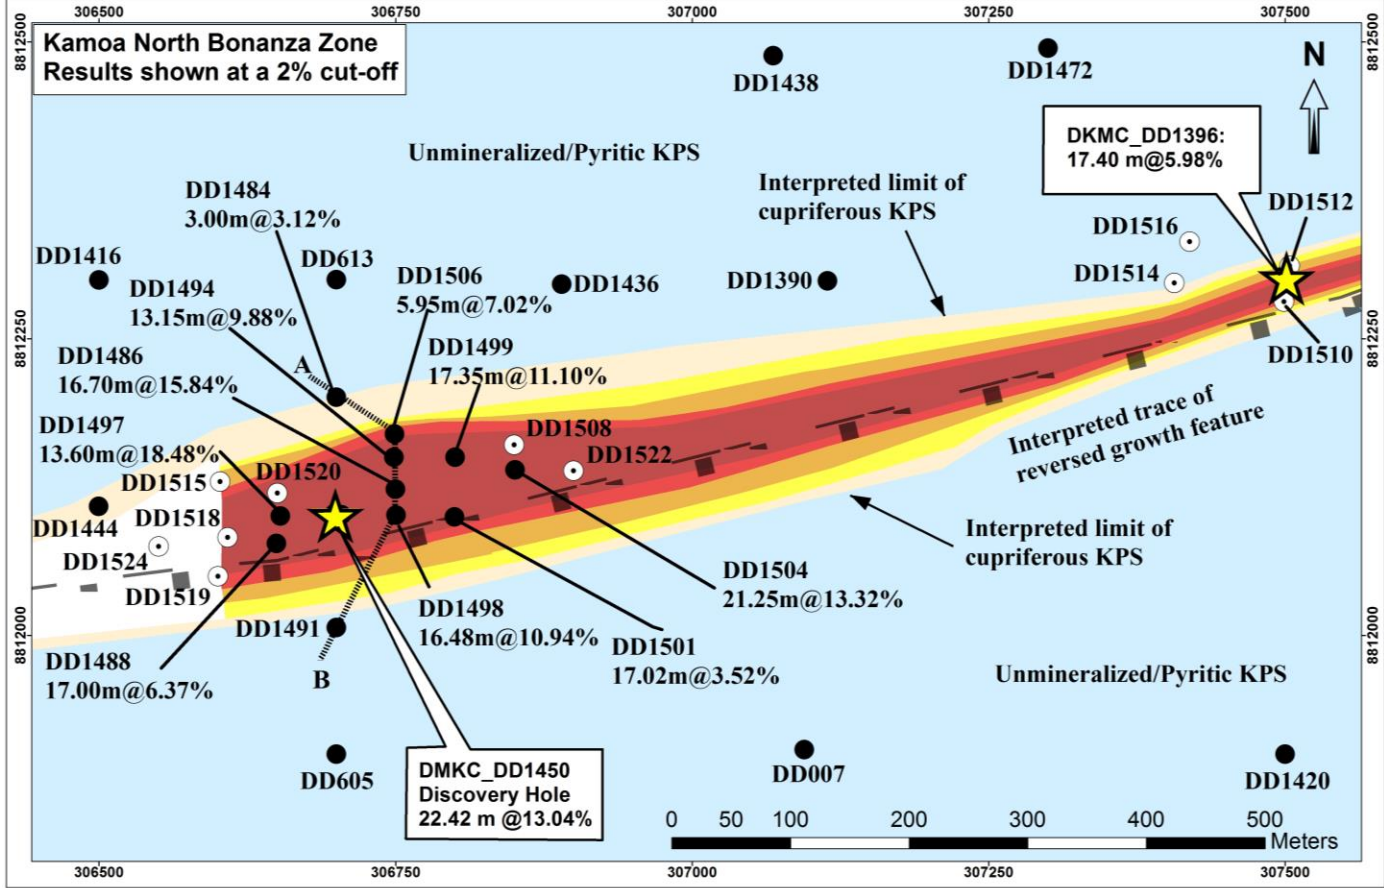 306500
306750
307000
307250
307500
8812500
8812500
Kamoa North Bonanza Zone
Results shown at a 2% cut-off
N
DD1438
DD1472
DKMC_DD1396:
17.40 m@5.98%
Unmineralized/Pyritic KPS
Interpreted limit of
cupriferous KPS
DD1484
3.00m@3.12%
DD1512
DD1516
DD1416
DD613
DD1506
5.95m@7.02%
DD1436
DD1390
DD1514
DD1494
13.15m@9.88%
8812250
8812250
DD1510
DD1486
16.70m@15.84%
A
DD1499
17.35m@11.10%
Interpreted trace of
reversed growth feature
DD1497
13.60m@18.48%
DD1508
DD1522
DD1520
DD1515
DD1518
DD1444
DD1524
DD1519
Interpreted limit of
cupriferous KPS
DD1504
21.25m@13.32%
DD1498
16.48m@10.94%
DD1491
DD1501
17.02m@3.52%
8812000
8812000
DD1488
17.00m@6.37%
B
Unmineralized/Pyritic KPS
DD605
DMKC_DD1450
Discovery Hole
22.42 m @13.04%
DD007
DD1420
0 50 100 200 300 400 500
Meters
306500
306750
307000
307250
307500